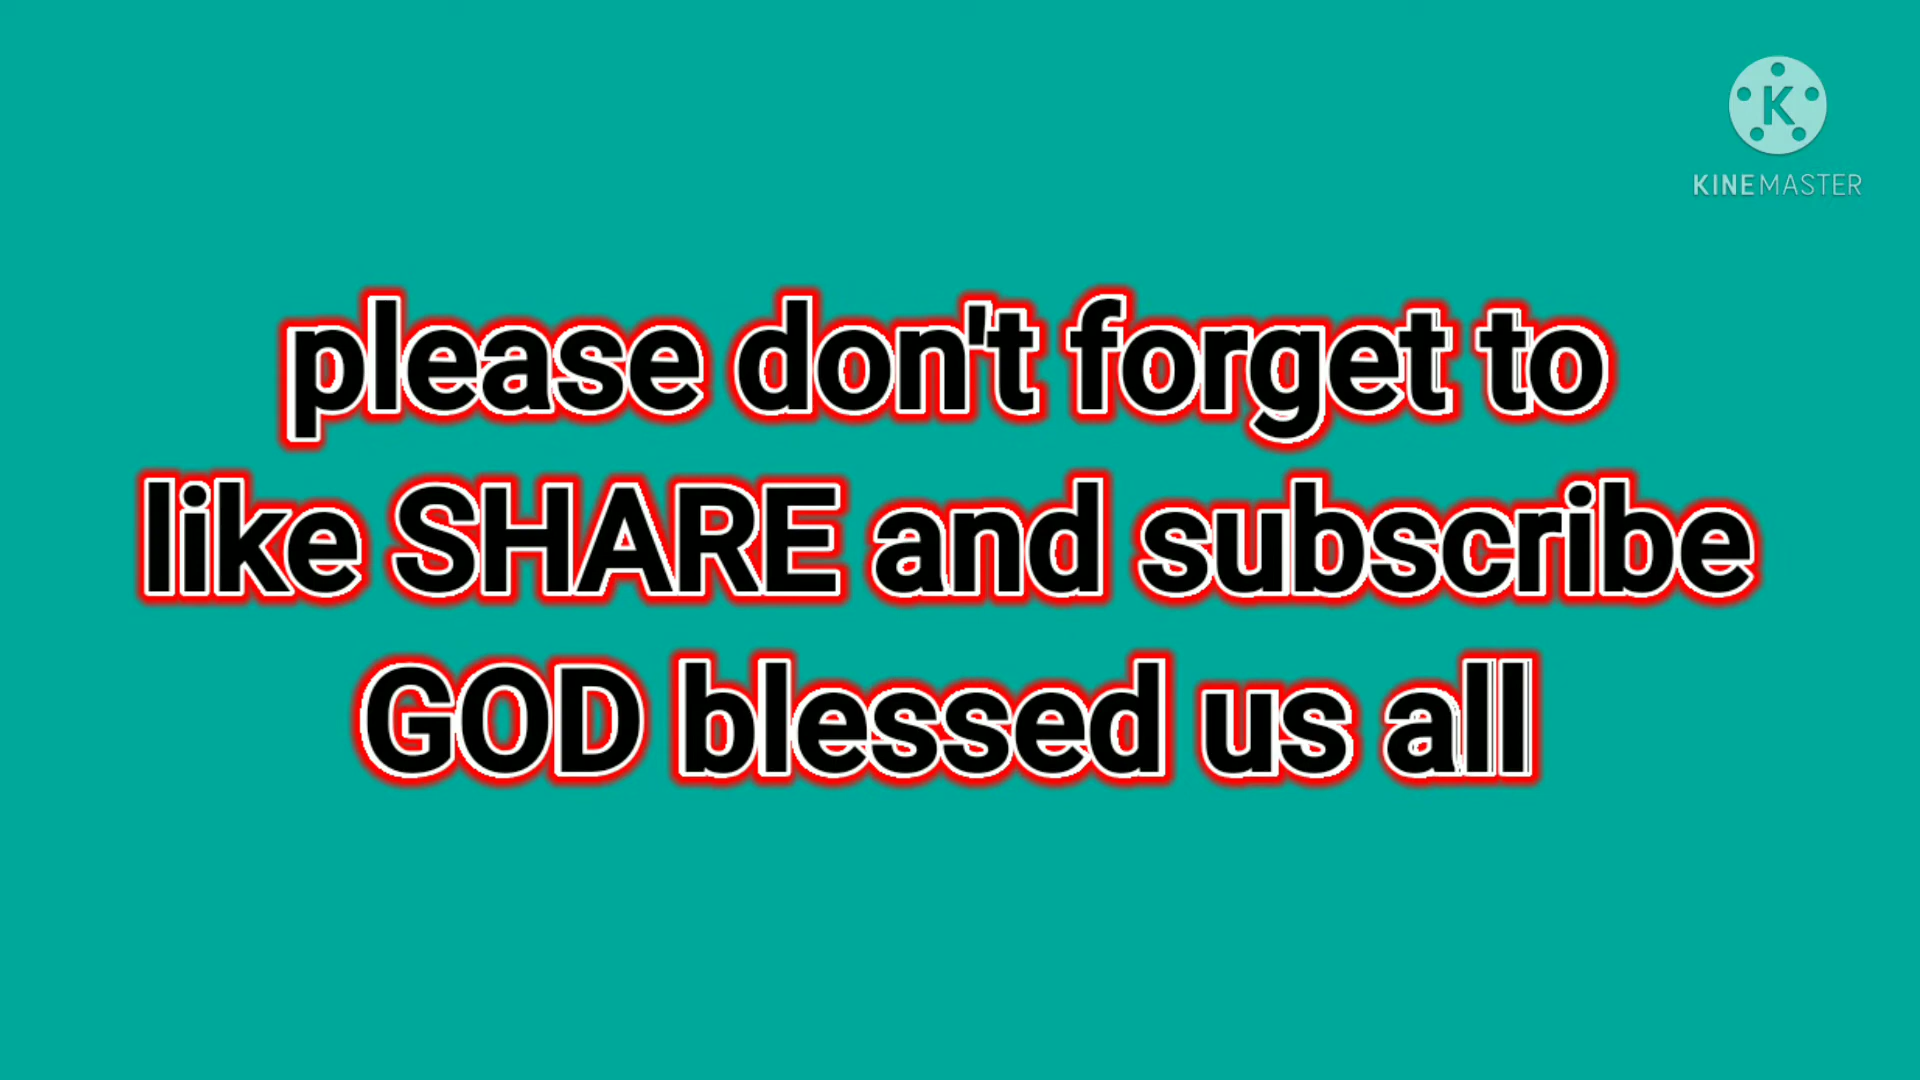 K
KINEMASTER
please don't forget to
like SHARE and subscribe
GOD blessed us all